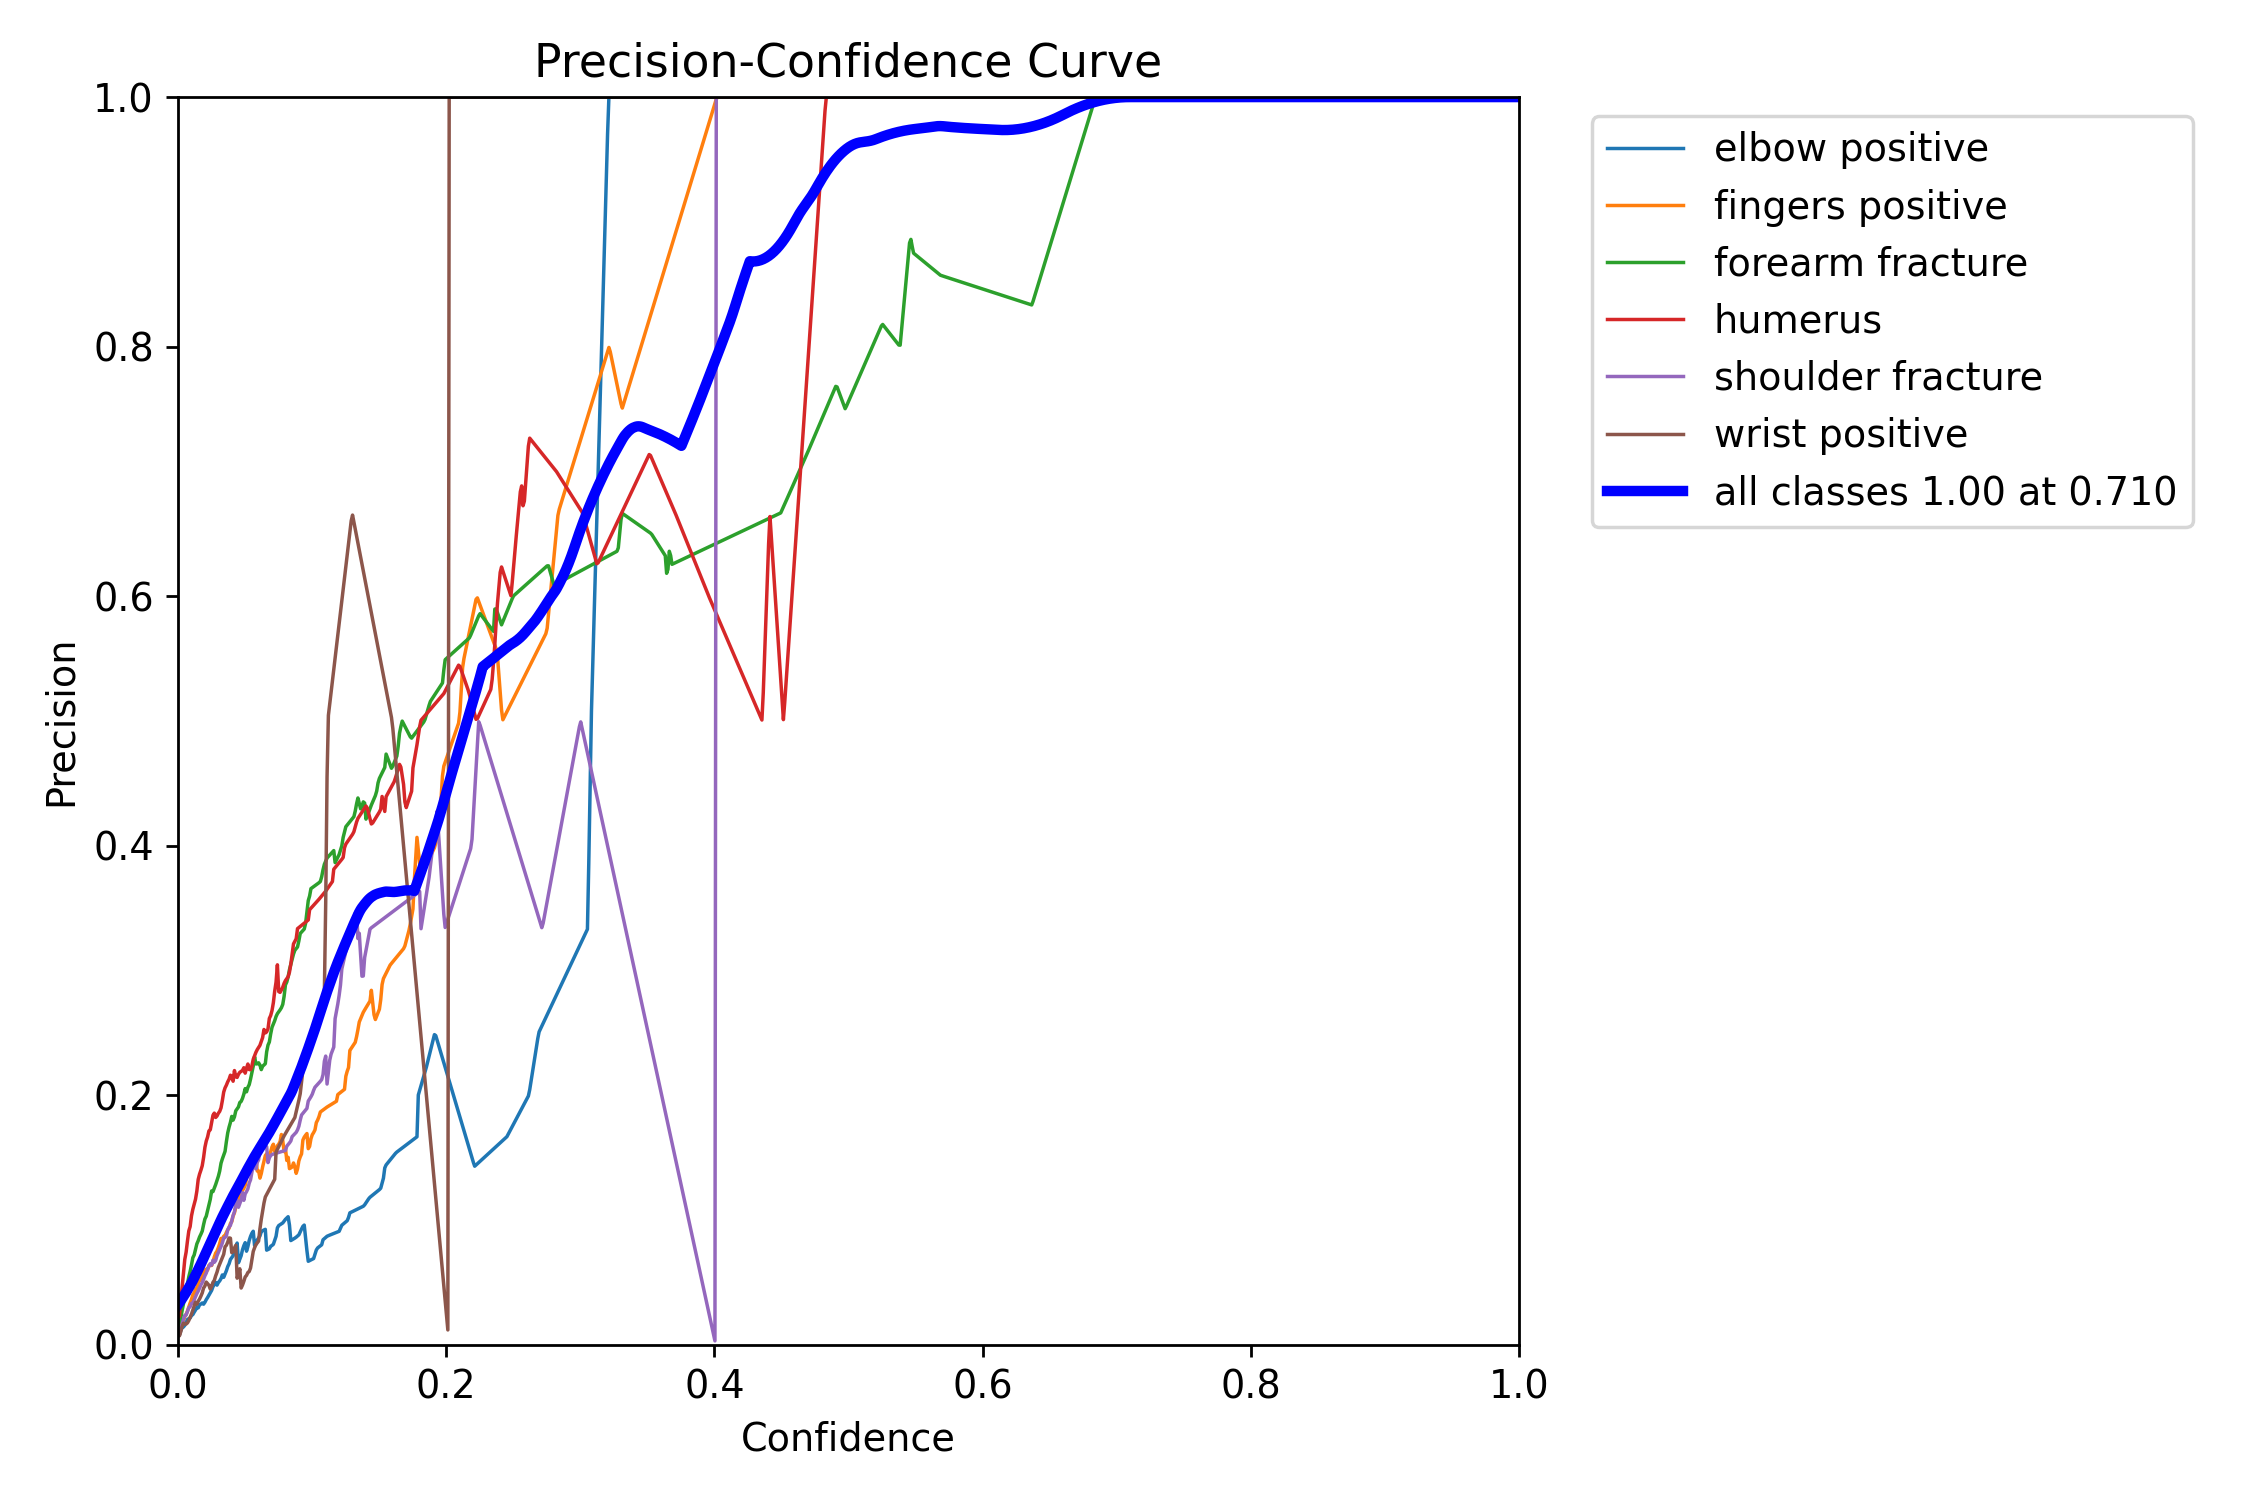 Precision-Confidence Curve
1.0
0.8
0.6
0.4
0.2
0.0
Precision
0.0 0.2 0.4 0.6 0.8 1.0
Confidence
elbow positive
fingers positive
forearm fracture
humerus
shoulder fracture
wrist positive
all classes 1.00 at 0.710